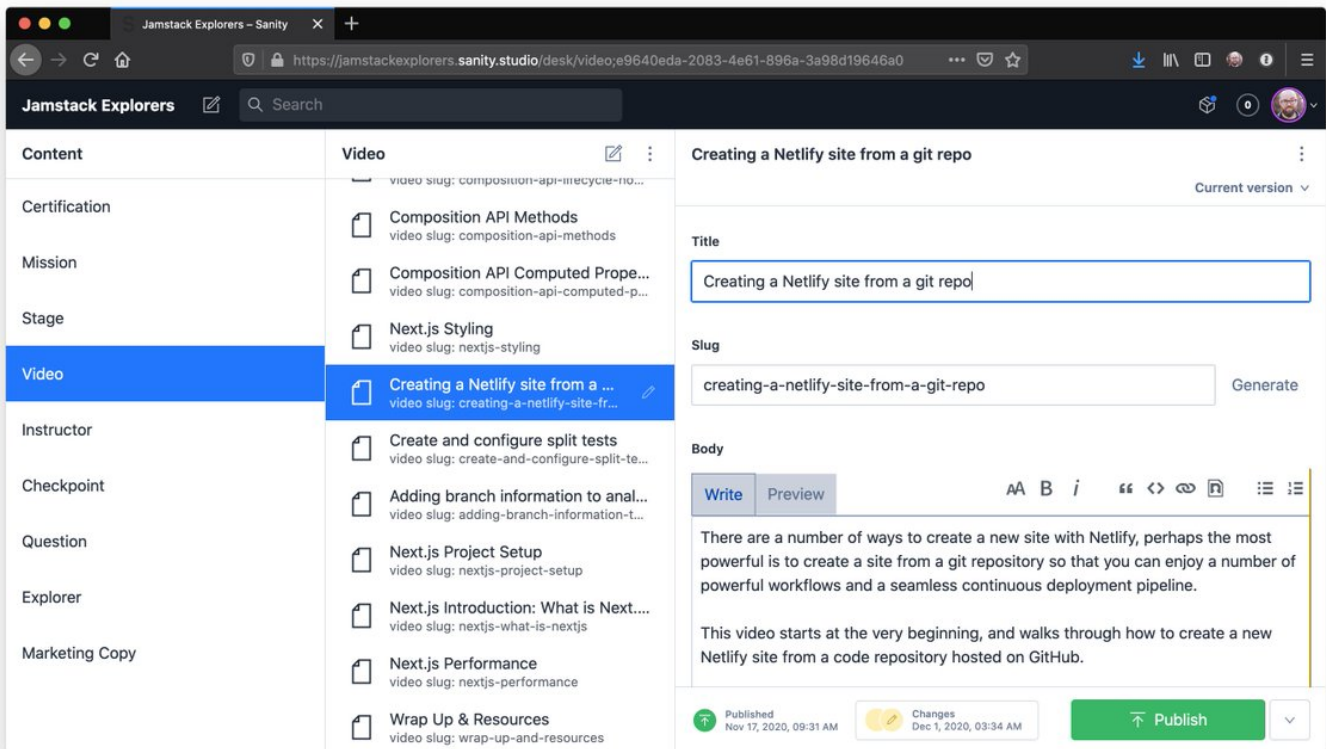 Jamstack Explorers – Sanity
https://jamstackexplorers.sanity.studio/desk/video;e9640eda-2083-4e61-896a-3a98d19646a0
Jamstack Explorers
Search
0
Content
Certification
Mission
Stage
Video
Instructor
Checkpoint
Question
Explorer
Marketing Copy
Video
video slug: composition-api-lifecycle-ho...
Composition API Methods
video slug: composition-api-methods
Composition API Computed Prope...
video slug: composition-api-computed-p...
Next.js Styling
video slug: nextjs-styling
Creating a Netlify site from a ...
video slug: creating-a-netlify-site-fr...
Create and configure split tests
video slug: create-and-configure-split-te...
Adding branch information to anal...
video slug: adding-branch-information-t...
Next.js Project Setup
video slug: nextjs-project-setup
Next.js Introduction: What is Next....
video slug: nextjs-what-is-nextjs
Next.js Performance
video slug: nextjs-performance
Wrap Up & Resources
video slug: wrap-up-and-resources
Creating a Netlify site from a git repo
Current version
Title
Creating a Netlify site from a git repo
Slug
creating-a-netlify-site-from-a-git-repo
Generate
Body
Write Preview
AA B i
There are a number of ways to create a new site with Netlify, perhaps the most
powerful is to create a site from a git repository so that you can enjoy a number of
powerful workflows and a seamless continuous deployment pipeline.
This video starts at the very beginning, and walks through how to create a new
Netlify site from a code repository hosted on GitHub.
Published
Nov 17, 2020, 09:31 AM
Changes
Dec 1, 2020, 03:34 AM
Publish